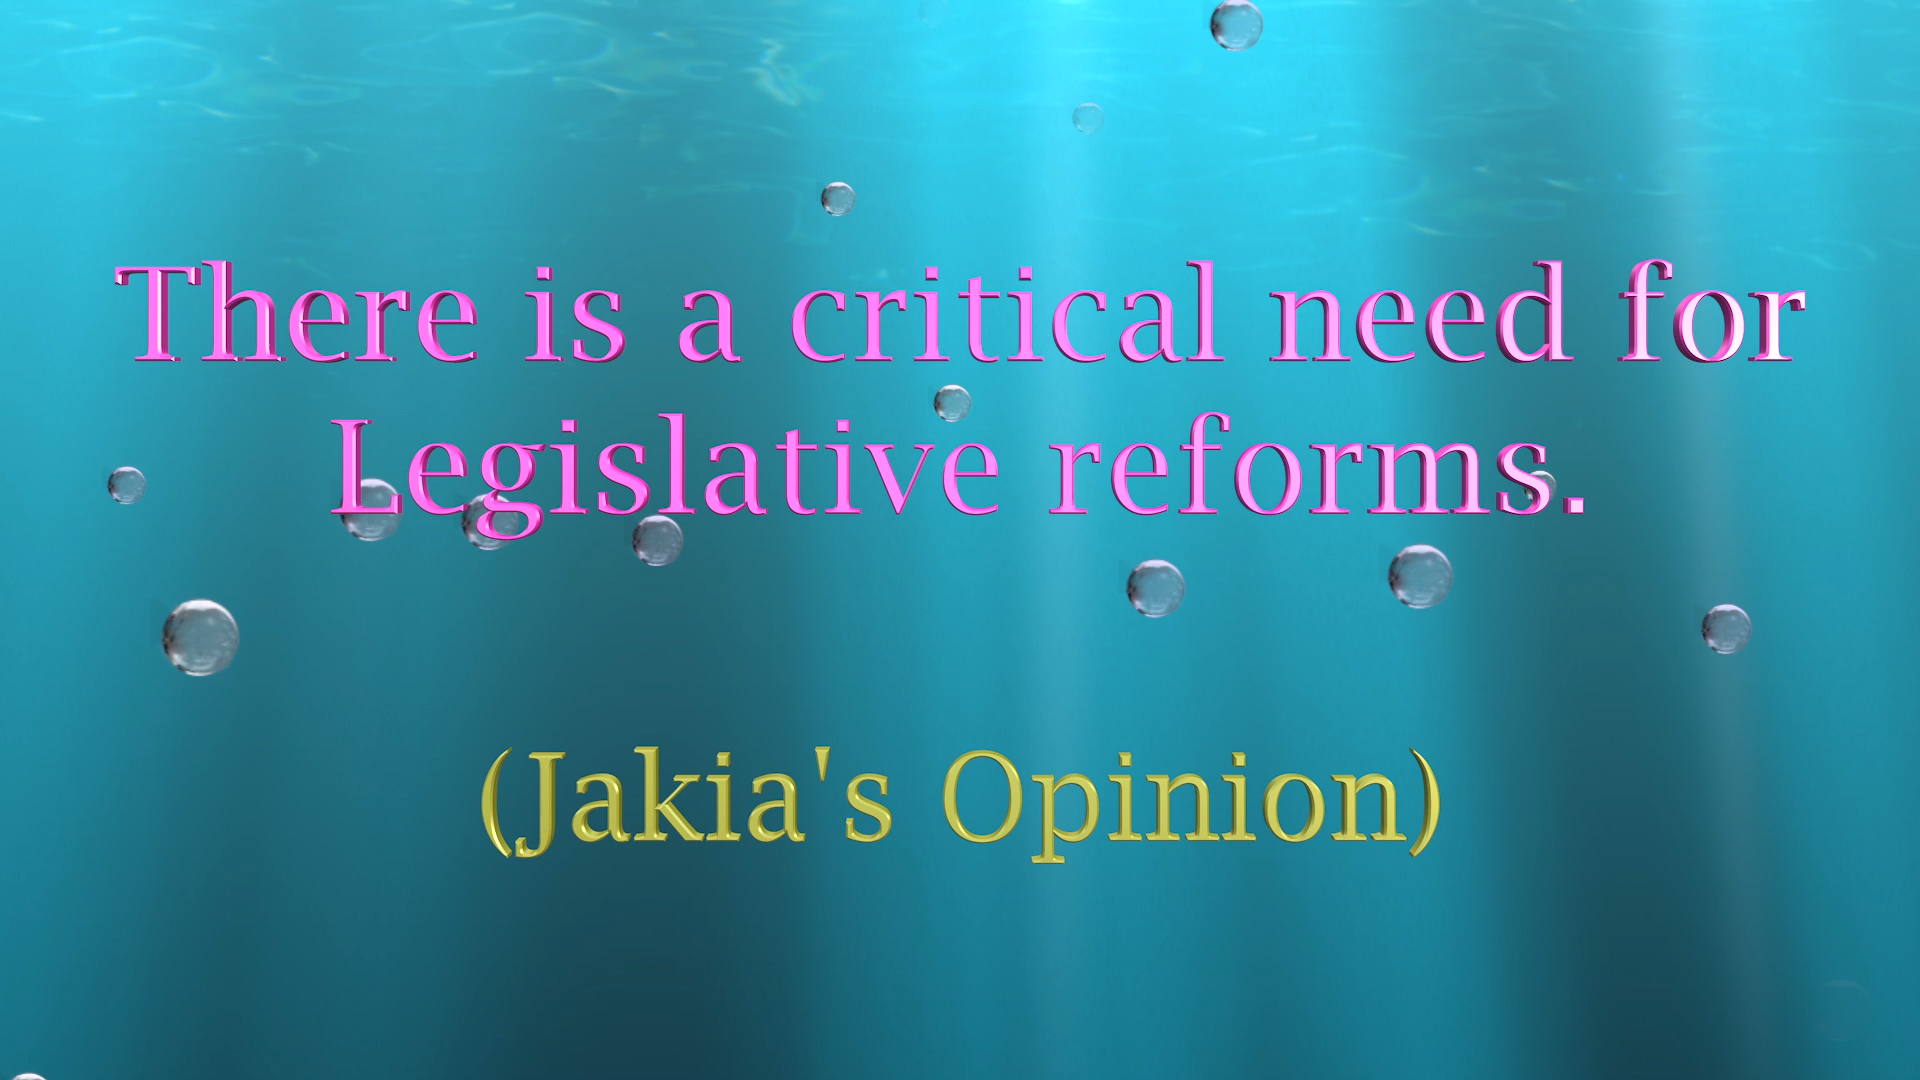 There is a critical need for
Legislative reforms.
(Jakia's Opinion)